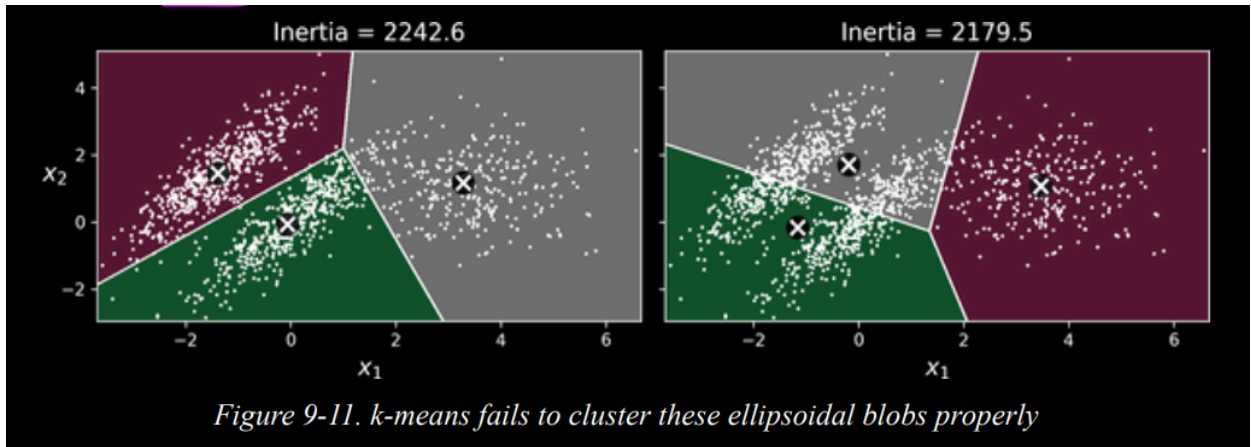 Inertia = 2242.6
Inertia = 2179.5
4
2
0
−2
x₂
−2
0
2
4
6
x₁
−2
0
2
4
6
x₁
Figure 9-11. k-means fails to cluster these ellipsoidal blobs properly